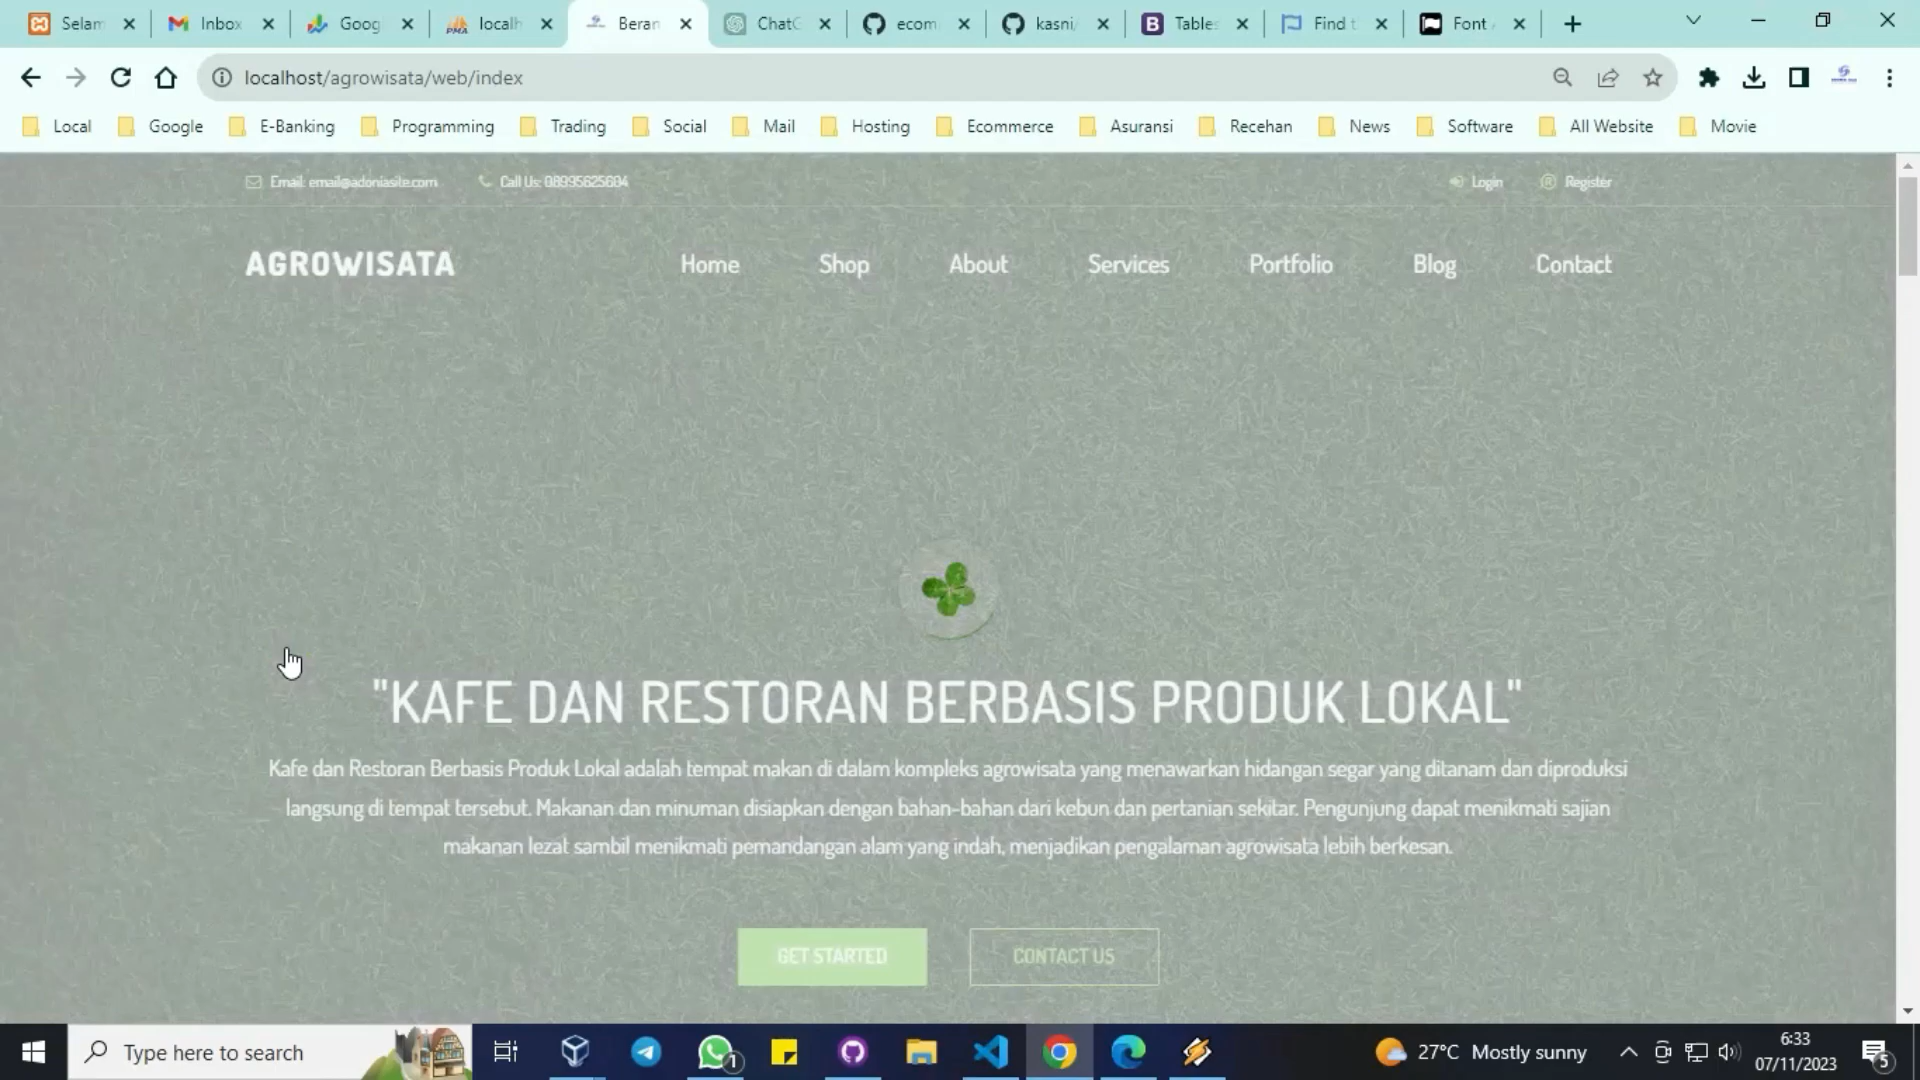 Selam
Inbox
Goog
localh
Beran
ChatG
ecom
kasni
Tables
Find t
Font
localhost/agrowisata/web/index
Local
Google
E-Banking
Programming
Trading
Social
Mail
Hosting
Ecommerce
Asuransi
Recehan
News
Software
All Website
Movie
Email: email@adoniasite.com
Call Us: 08995625604
Login
Register
AGROWISATA
Home
Shop
About
Services
Portfolio
Blog
Contact
"KAFE DAN RESTORAN BERBASIS PRODUK LOKAL"
Kafe dan Restoran Berbasis Produk Lokal adalah tempat makan di dalam kompleks agrowisata yang menawarkan hidangan segar yang ditanam dan diproduksi
langsung di tempat tersebut. Makanan dan minuman disiapkan dengan bahan-bahan dari kebun dan pertanian sekitar. Pengunjung dapat menikmati sajian
makanan lezat sambil menikmati pemandangan alam yang indah, menjadikan pengalaman agrowisata lebih berkesan.
GET STARTED
CONTACT US
Type here to search
1
27°C Mostly sunny
6:33
07/11/2023
5